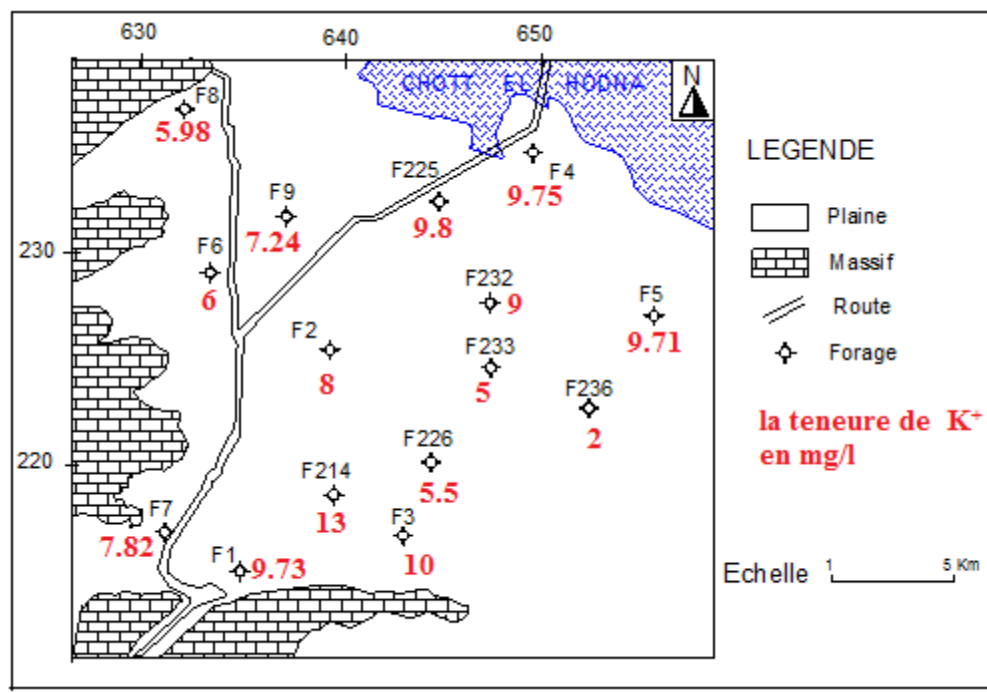 630 640 650
CHOTT EL HODNA
N
F8
5.98
F225
9.8
F4
9.75
F9
7.24
230
F6
6
F232
9
F5
9.71
F2
8
F233
5
F236
2
220
F226
5.5
F214
13
F7
7.82
F3
10
F1
9.73
LEGENDE
Plaine
Massif
Route
Forage
la teneure de K⁺
en mg/l
Echelle 1 5 Km